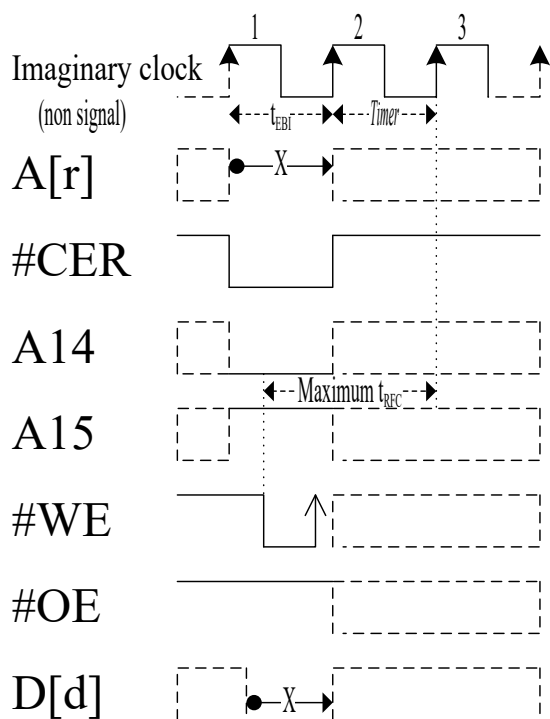 1 2 3
Imaginary clock
(non signal)
tEBI Timer
A[r] X
#CER
A14
Maximum tRFC
A15
#WE
#OE
D[d] X